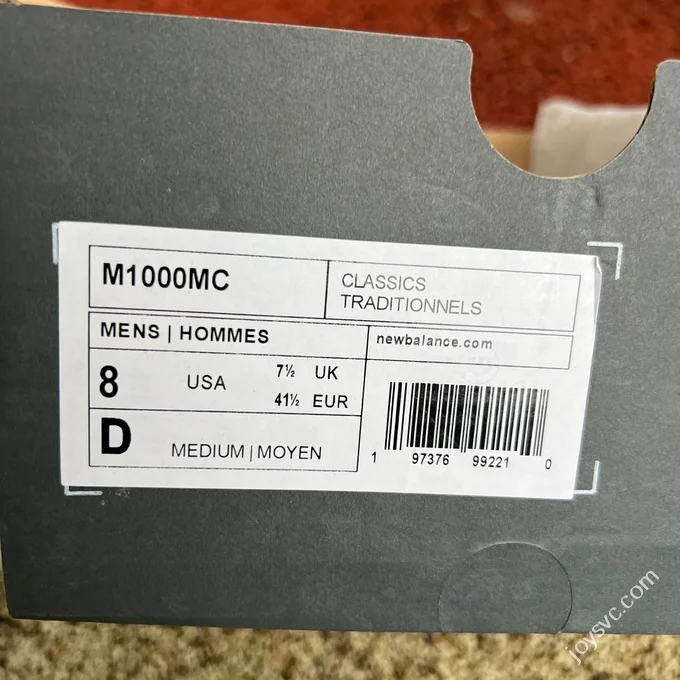 M1000MC
CLASSICS
TRADITIONNELS
MENS | HOMMES
newbalance.com
8 USA 7½ UK
41½ EUR
D MEDIUM | MOYEN
1 97376 99221 0
joysvc.com